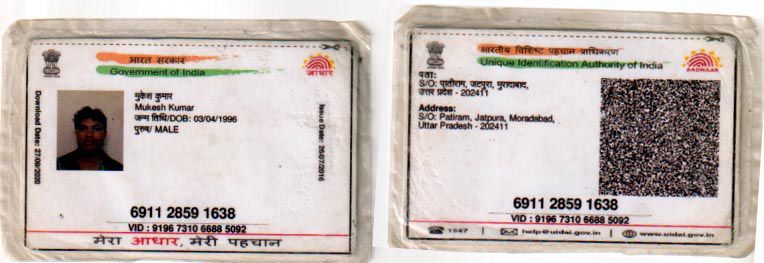 भारत सरकार
Government of India
आधार
Download Date: 27/09/2020
मुकेश कुमार
Mukesh Kumar
जन्म तिथि/DOB: 03/04/1996
पुरुष/ MALE
Issue Date: 25/07/2016
6911 2859 1638
VID : 9196 7310 6688 5092
मेरा आधार, मेरी पहचान
भारतीय विशिष्ट पहचान प्राधिकरण
Unique Identification Authority of India
AADHAAR
पता:
S/O: पातीराम, जटपुरा, मुरादाबाद,
उत्तर प्रदेश - 202411
Address:
S/O: Patiram, Jatpura, Moradabad,
Uttar Pradesh - 202411
6911 2859 1638
VID : 9196 7310 6688 5092
1947 | help@uidai.gov.in | www.uidai.gov.in